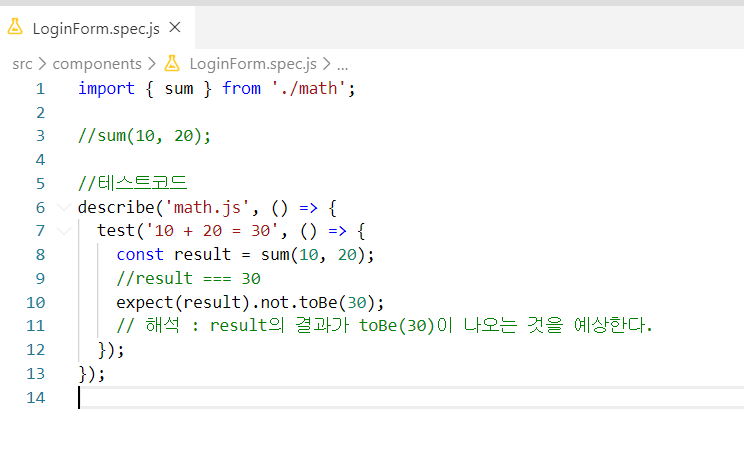 LoginForm.spec.js ×
src > components > LoginForm.spec.js > ...
1 import { sum } from './math';
2
3 //sum(10, 20);
4
5 //테스트코드
6 describe('math.js', () => {
7 test('10 + 20 = 30', () => {
8 const result = sum(10, 20);
9 //result === 30
10 expect(result).not.toBe(30);
11 // 해석 : result의 결과가 toBe(30)이 나오는 것을 예상한다.
12 });
13 });
14